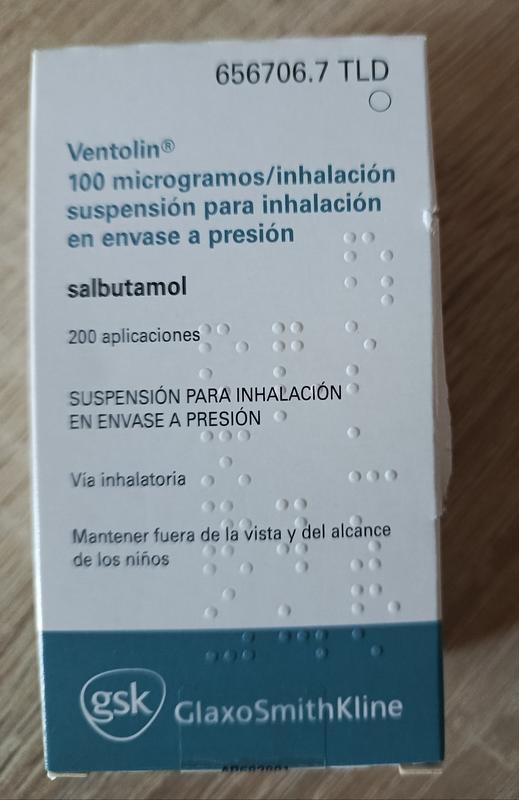 656706.7 TLD
Ventolin®
100 microgramos/inhalación
suspensión para inhalación
en envase a presión
salbutamol
200 aplicaciones
SUSPENSIÓN PARA INHALACIÓN
EN ENVASE A PRESIÓN
Vía inhalatoria
Mantener fuera de la vista y del alcance
de los niños
gsk GlaxoSmithKline